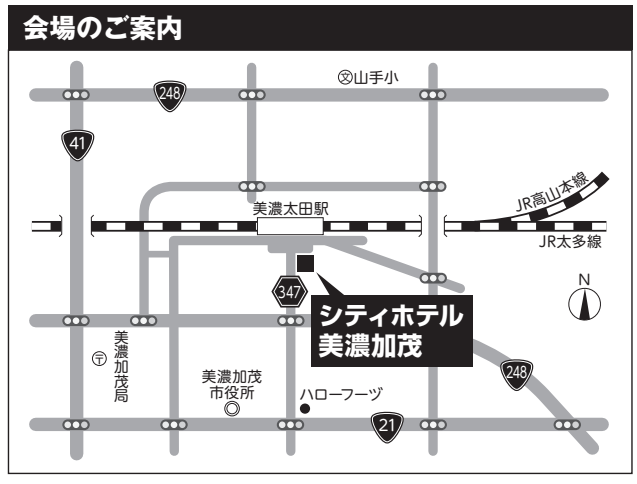 会場のご案内
㊫山手小
248
41
JR高山本線
美濃太田駅
JR太多線
N
347
シティホテル
美濃加茂
美濃加茂局
〒
248
美濃加茂
市役所
ハローフーヅ
21